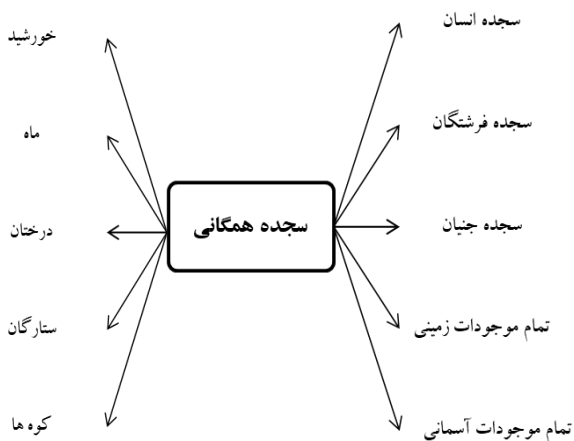 سجده همگانی
سجده انسان
سجده فرشتگان
سجده جنیان
تمام موجودات زمینی
تمام موجودات آسمانی
خورشید
ماه
درختان
ستارگان
کوه ها